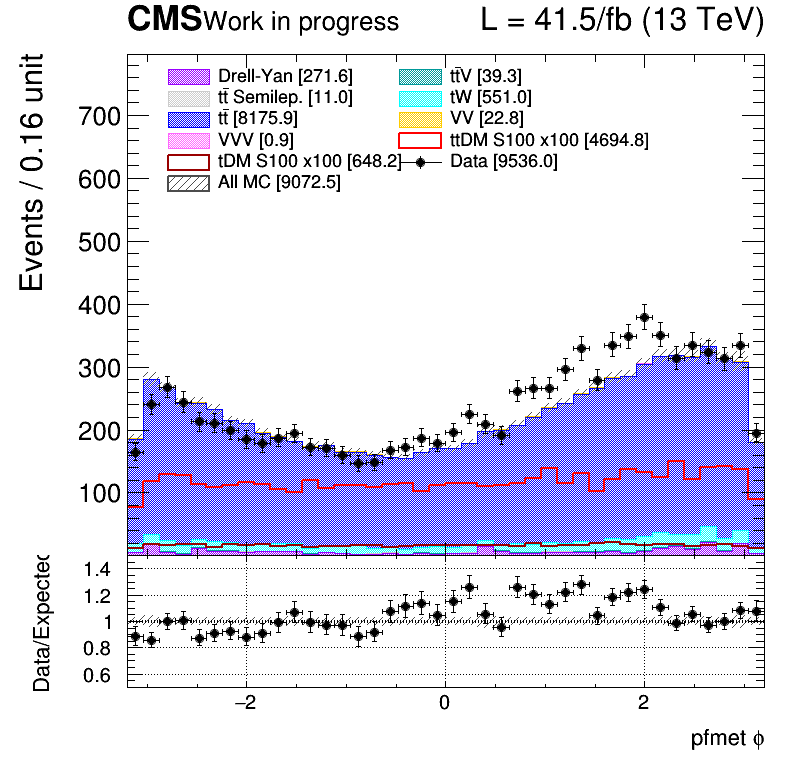 CMS Work in progress L = 41.5/fb (13 TeV)
Events / 0.16 unit
Drell-Yan [271.6] tt̄V [39.3]
tt̄ Semilep. [11.0] tW [551.0]
tt̄ [8175.9] VV [22.8]
VVV [0.9] ttDM S100 x100 [4694.8]
tDM S100 x100 [648.2] Data [9536.0]
All MC [9072.5]
700
600
500
400
300
200
100
Data/Expected
1.4
1.2
1
0.8
0.6
−2 0 2
pfmet ϕ